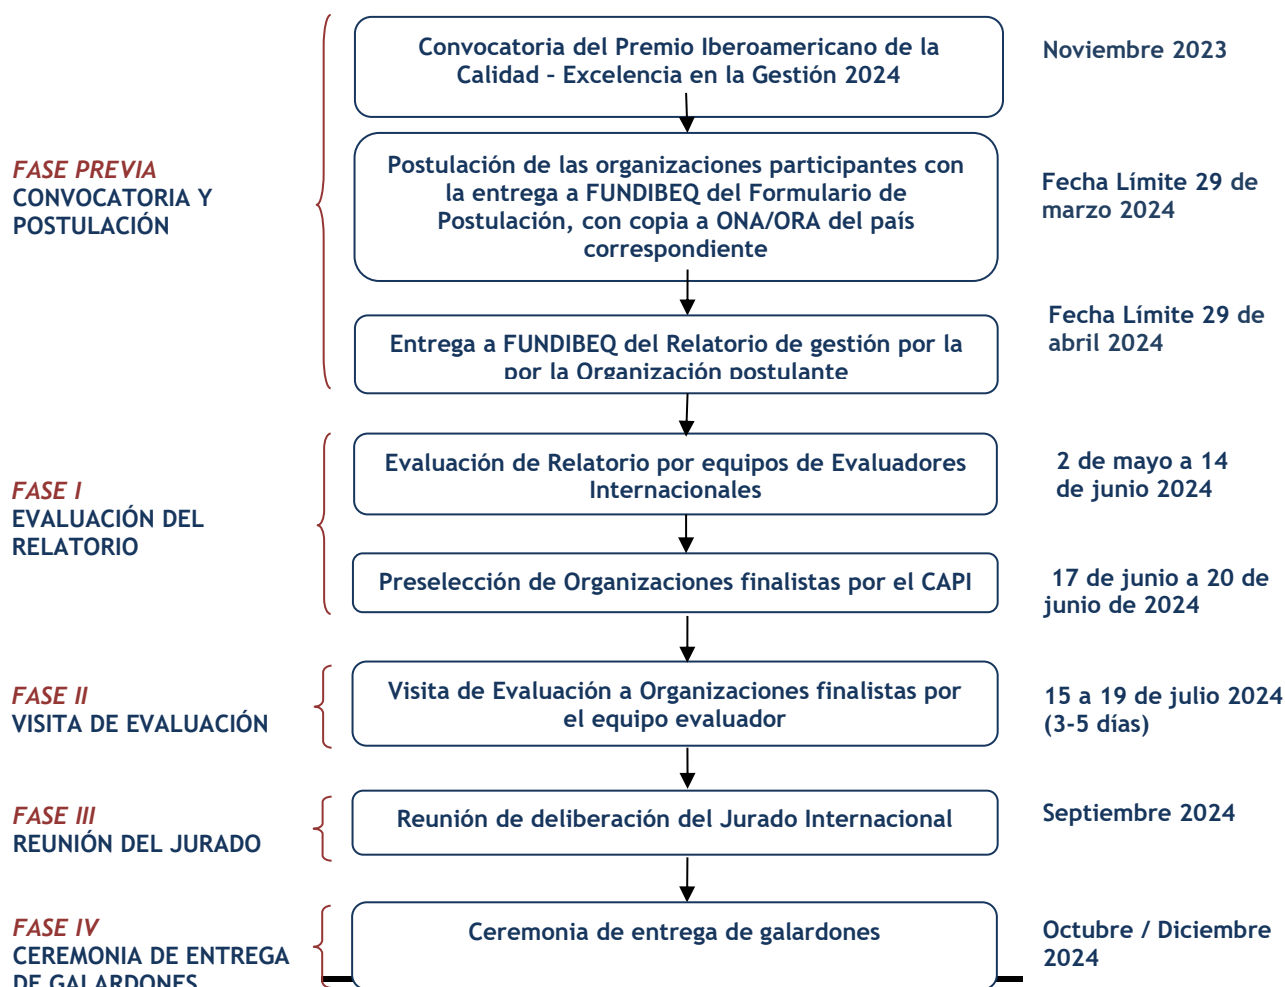 Convocatoria del Premio Iberoamericano de la
Calidad - Excelencia en la Gestión 2024
Noviembre 2023
FASE PREVIA
CONVOCATORIA Y
POSTULACIÓN
Postulación de las organizaciones participantes con
la entrega a FUNDIBEQ del Formulario de
Postulación, con copia a ONA/ORA del país
correspondiente
Fecha Límite 29 de
marzo 2024
Entrega a FUNDIBEQ del Relatorio de gestión por la
por la Organización postulante
Fecha Límite 29 de
abril 2024
FASE I
EVALUACIÓN DEL
RELATORIO
Evaluación de Relatorio por equipos de Evaluadores
Internacionales
2 de mayo a 14
de junio 2024
Preselección de Organizaciones finalistas por el CAPI
17 de junio a 20 de
junio de 2024
FASE II
VISITA DE EVALUACIÓN
Visita de Evaluación a Organizaciones finalistas por
el equipo evaluador
15 a 19 de julio 2024
(3-5 días)
FASE III
REUNIÓN DEL JURADO
Reunión de deliberación del Jurado Internacional
Septiembre 2024
FASE IV
CEREMONIA DE ENTREGA
DE GALARDONES
Ceremonia de entrega de galardones
Octubre / Diciembre
2024